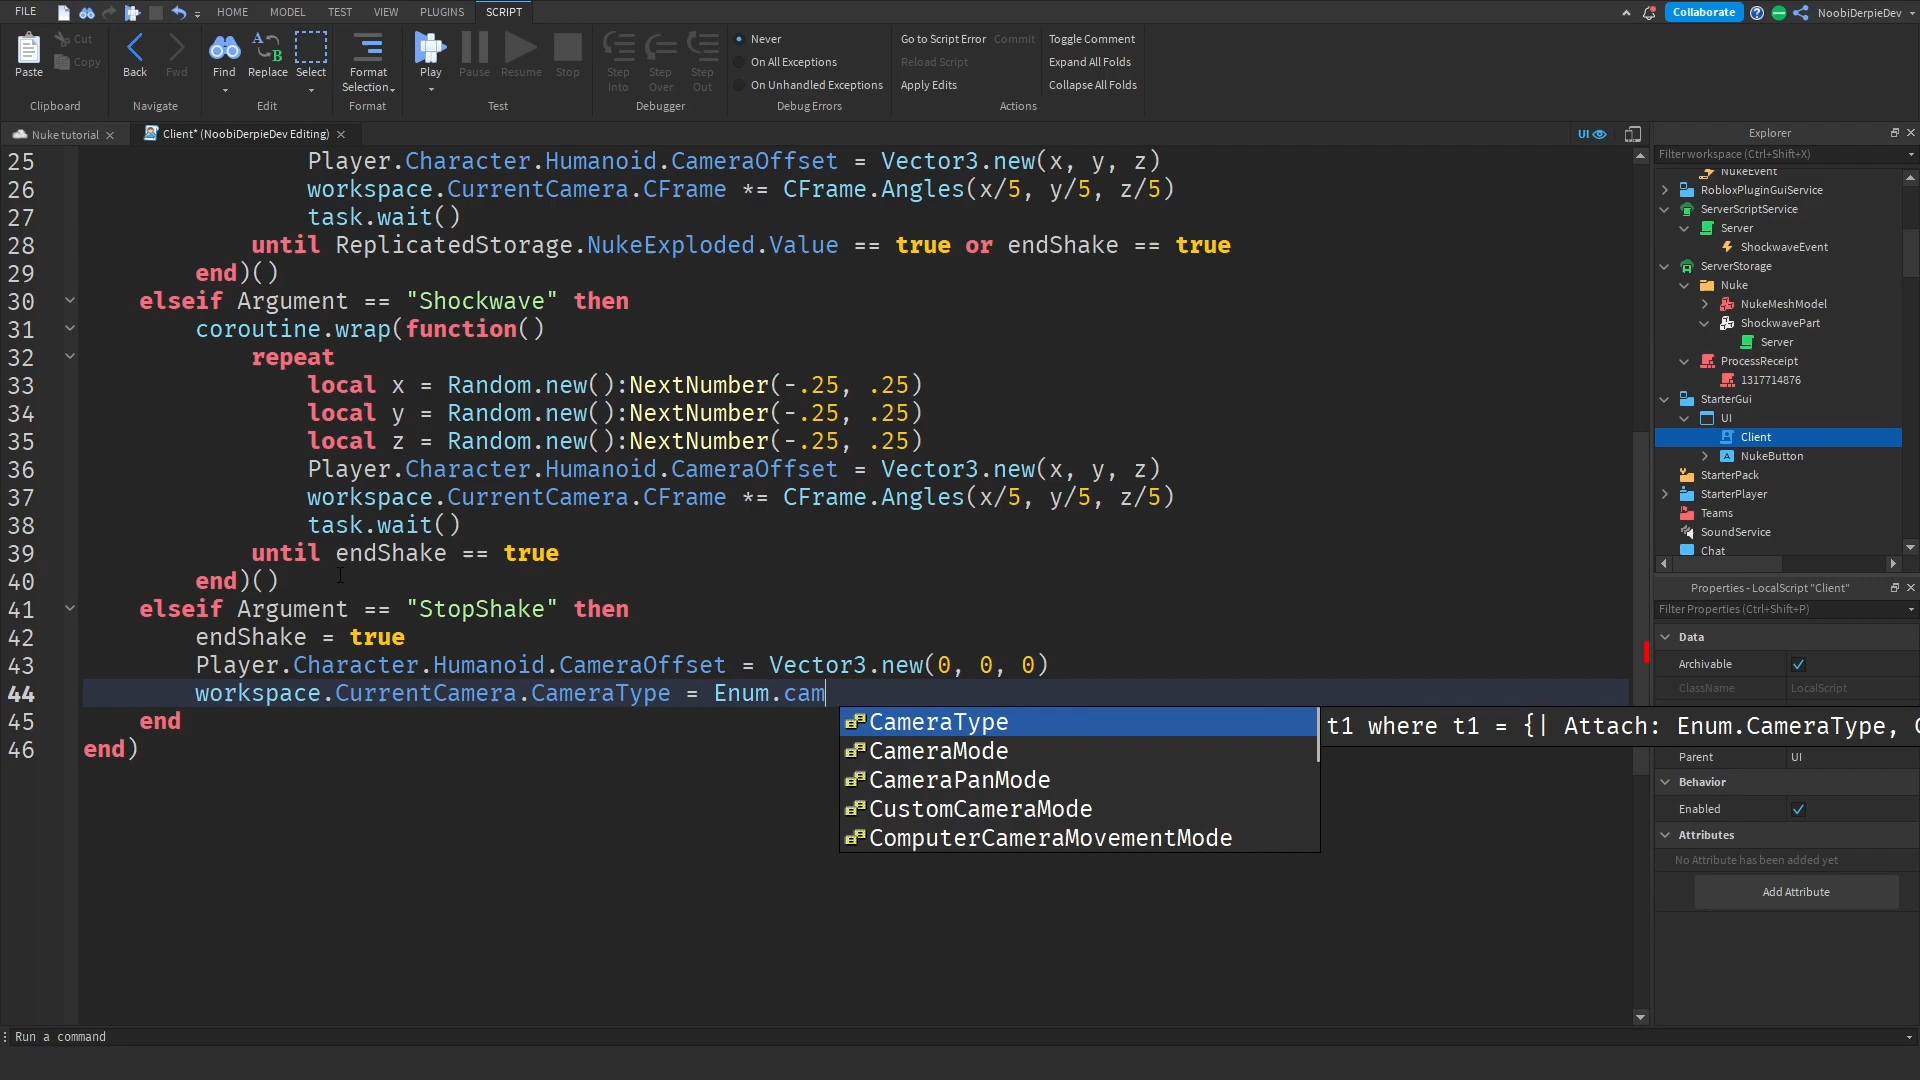 FILE HOME MODEL TEST VIEW PLUGINS SCRIPT Collaborate NoobiDerpieDev
Paste Cut Copy Back Fwd Find Replace Select Format Selection Play Pause Resume Stop Step Into Step Over Step Out
Never
On All Exceptions
On Unhandled Exceptions
Go to Script Error Commit
Reload Script
Apply Edits
Toggle Comment
Expand All Folds
Collapse All Folds
Clipboard Navigate Edit Format Test Debugger Debug Errors Actions
Nuke tutorial Client* (NoobiDerpieDev Editing) UI
25 Player.Character.Humanoid.CameraOffset = Vector3.new(x, y, z)
26 workspace.CurrentCamera.CFrame *= CFrame.Angles(x/5, y/5, z/5)
27 task.wait()
28 until ReplicatedStorage.NukeExploded.Value == true or endShake == true
29 end)()
30 elseif Argument == "Shockwave" then
31 coroutine.wrap(function()
32 repeat
33 local x = Random.new():NextNumber(-.25, .25)
34 local y = Random.new():NextNumber(-.25, .25)
35 local z = Random.new():NextNumber(-.25, .25)
36 Player.Character.Humanoid.CameraOffset = Vector3.new(x, y, z)
37 workspace.CurrentCamera.CFrame *= CFrame.Angles(x/5, y/5, z/5)
38 task.wait()
39 until endShake == true
40 end)()
41 elseif Argument == "StopShake" then
42 endShake = true
43 Player.Character.Humanoid.CameraOffset = Vector3.new(0, 0, 0)
44 workspace.CurrentCamera.CameraType = Enum.cam
45 end
46 end)
CameraType
CameraMode
CameraPanMode
CustomCameraMode
ComputerCameraMovementMode
t1 where t1 = {| Attach: Enum.CameraType, C
Explorer
Filter workspace (Ctrl+Shift+X)
NukeEvent
RobloxPluginGuiService
ServerScriptService
Server
ShockwaveEvent
ServerStorage
Nuke
NukeMeshModel
ShockwavePart
Server
ProcessReceipt
1317714876
StarterGui
UI
Client
NukeButton
StarterPack
StarterPlayer
Teams
SoundService
Chat
Properties - LocalScript "Client"
Filter Properties (Ctrl+Shift+P)
Data
Archivable
ClassName LocalScript
Parent UI
Behavior
Enabled
Attributes
No Attribute has been added yet
Add Attribute
Run a command